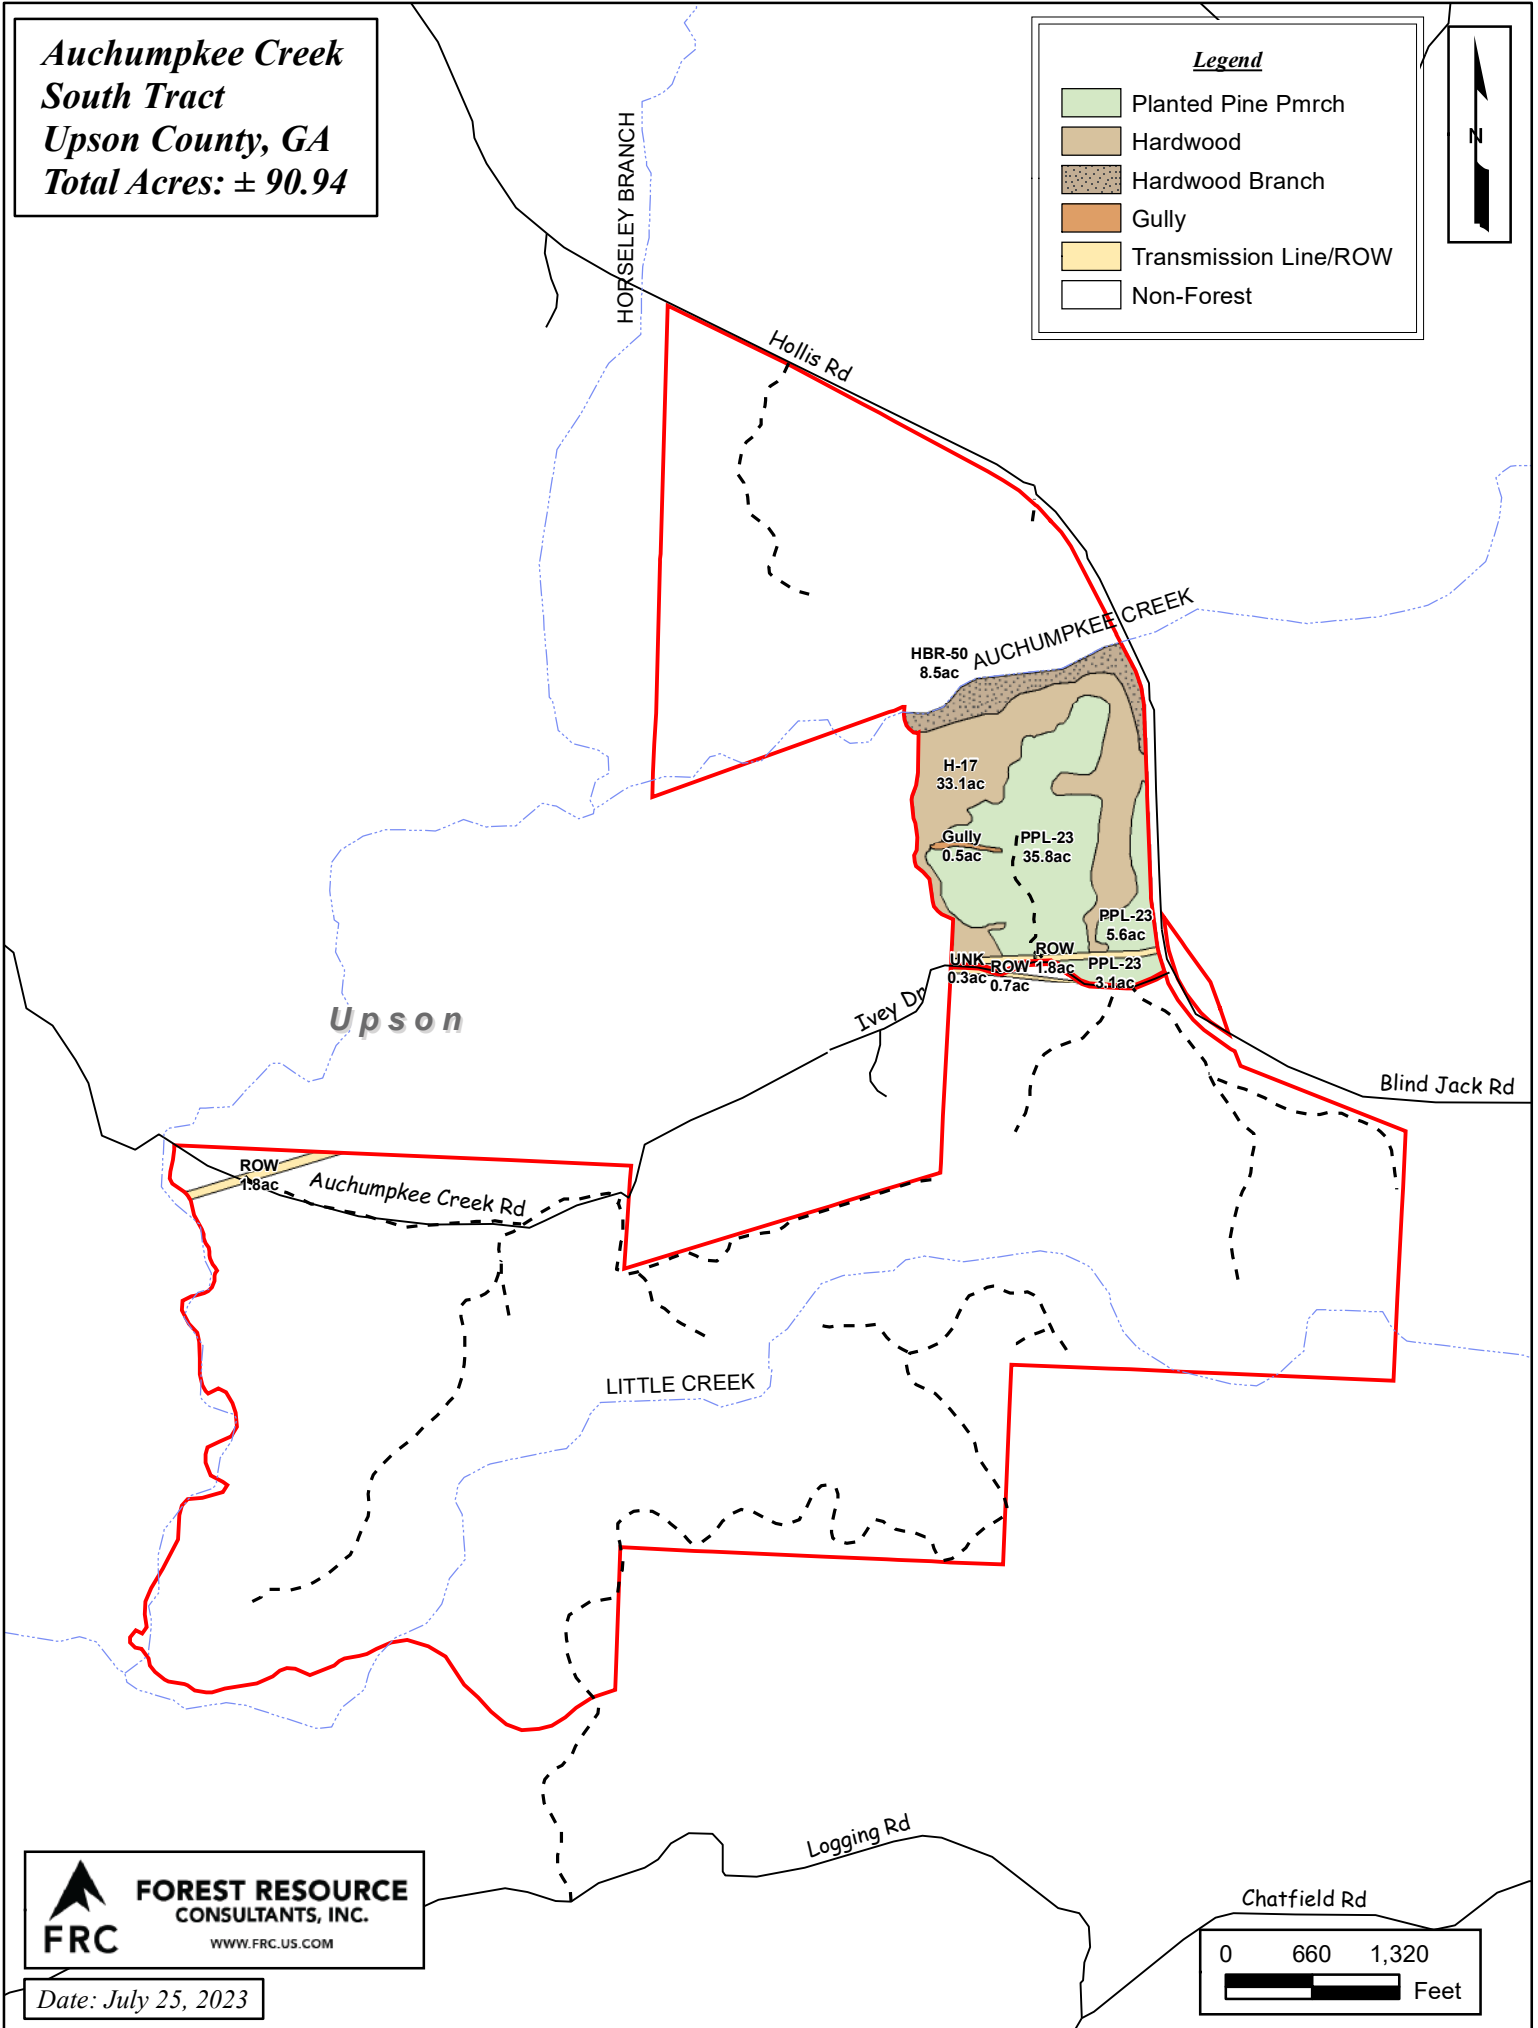 Auchumpkee Creek
South Tract
Upson County, GA
Total Acres: ± 90.94
Legend
Planted Pine Pmrch
Hardwood
Hardwood Branch
Gully
Transmission Line/ROW
Non-Forest
N
HORSELEY BRANCH
Hollis Rd
AUCHUMPKEE CREEK
HBR-50
8.5ac
H-17
33.1ac
Gully
0.5ac
PPL-23
35.8ac
PPL-23
5.6ac
ROW
1.8ac
UNK
0.3ac
ROW
0.7ac
PPL-23
3.1ac
Upson
Ivey Dr
Blind Jack Rd
ROW
1.8ac
Auchumpkee Creek Rd
LITTLE CREEK
Logging Rd
Chatfield Rd
FRC
FOREST RESOURCE
CONSULTANTS, INC.
WWW.FRC.US.COM
Date: July 25, 2023
0 660 1,320
Feet